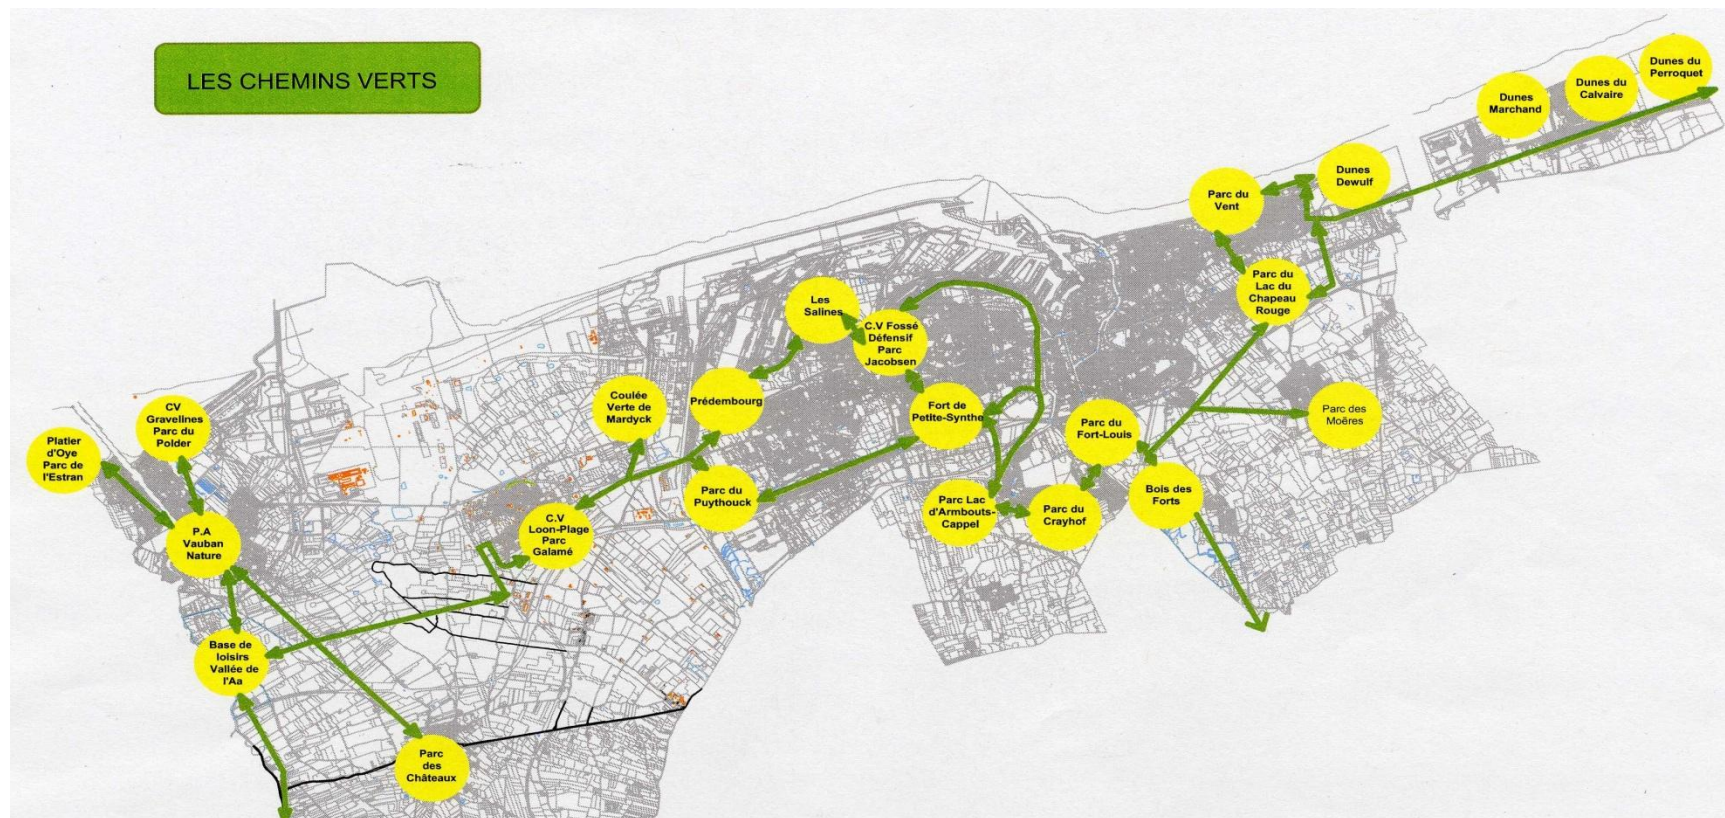 LES CHEMINS VERTS
Dunes du
Perroquet
Dunes du
Calvaire
Dunes
Marchand
Dunes
Dewulf
Parc du
Vent
Parc du
Lac du
Chapeau
Rouge
Les
Salines
C.V Fossé
Défensif
Parc
Jacobsen
Prédembourg
Coulée
Verte de
Mardyck
Fort de
Petite-Synthe
Parc du
Fort-Louis
Parc des
Moëres
CV
Gravelines
Parc du
Polder
Platier
d'Oye
Parc de
l'Estran
Parc du
Puythouck
Parc Lac
d'Armbouts-
Cappel
Parc du
Crayhof
Bois des
Forts
P.A
Vauban
Nature
C.V
Loon-Plage
Parc
Galamé
Base de
loisirs
Vallée de
l'Aa
Parc
des
Châteaux